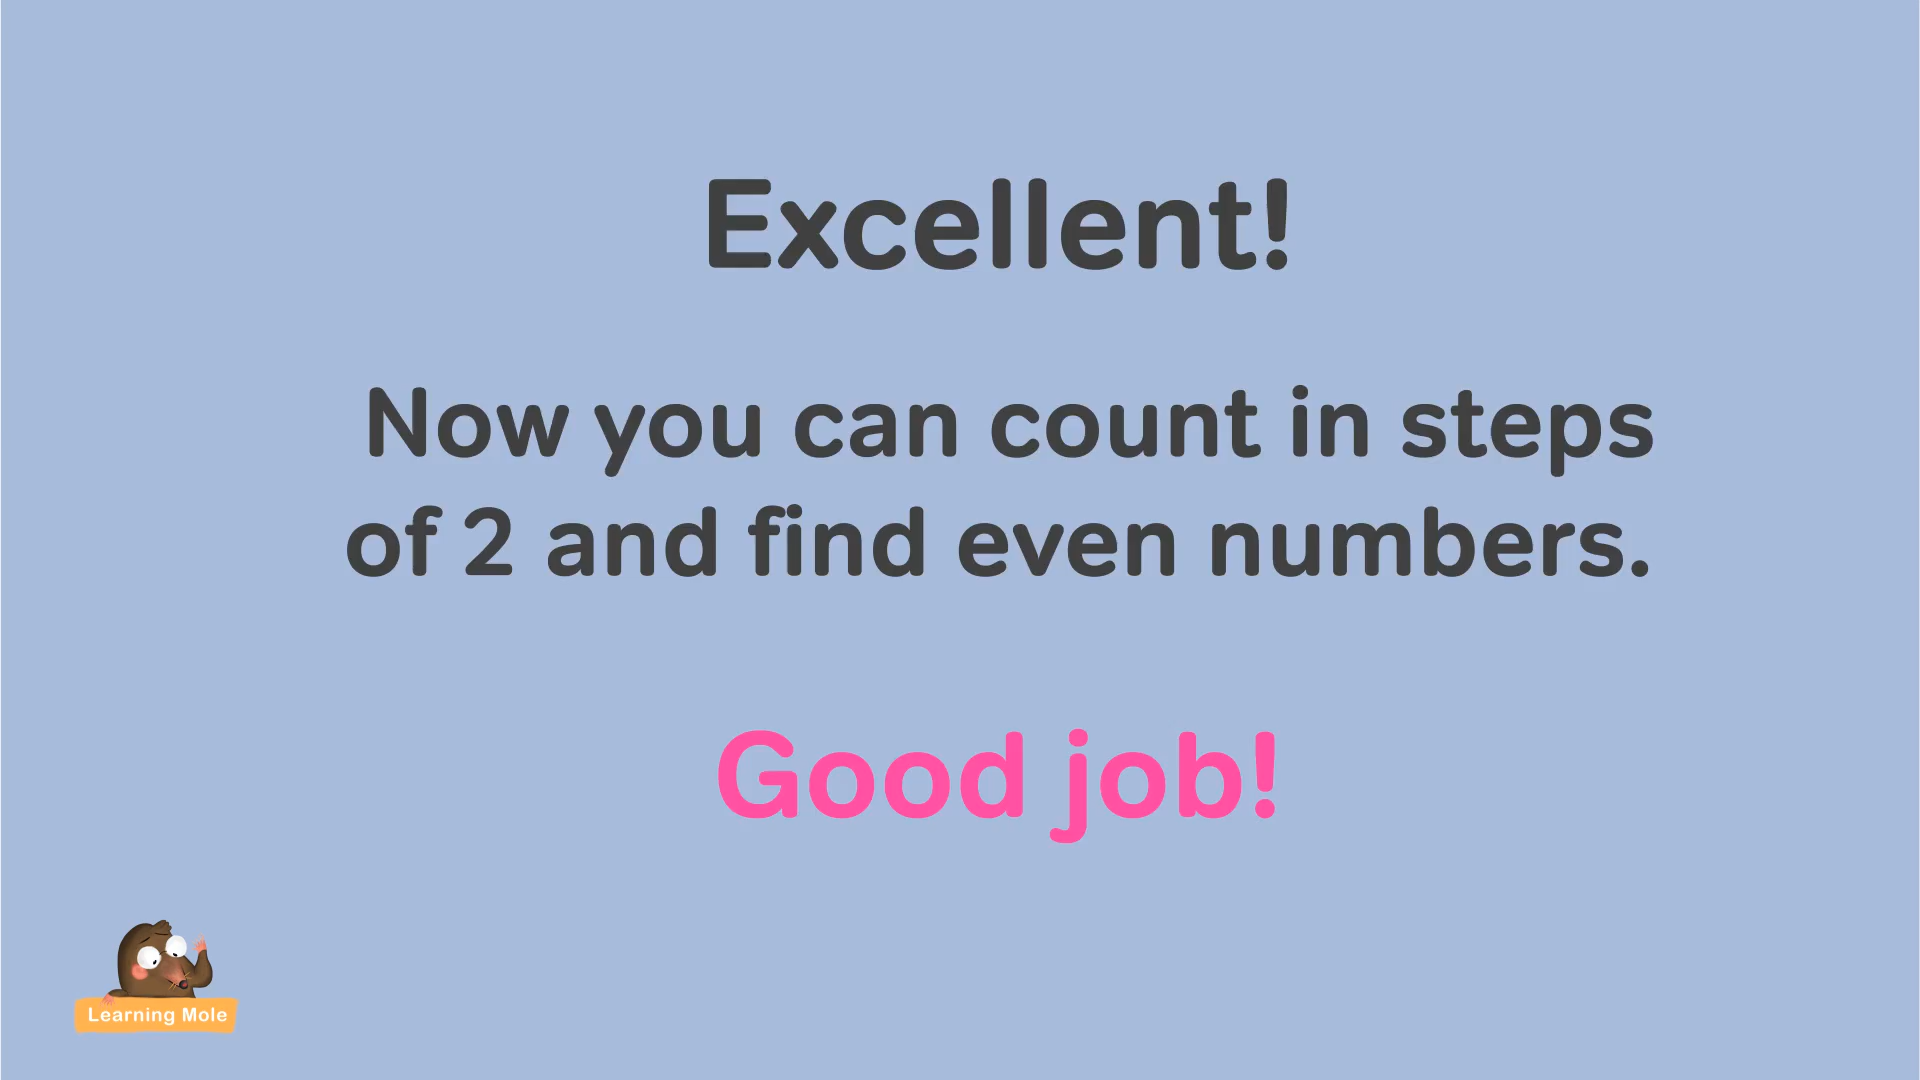 Excellent!
Now you can count in steps
of 2 and find even numbers.
Good job!
Learning Mole